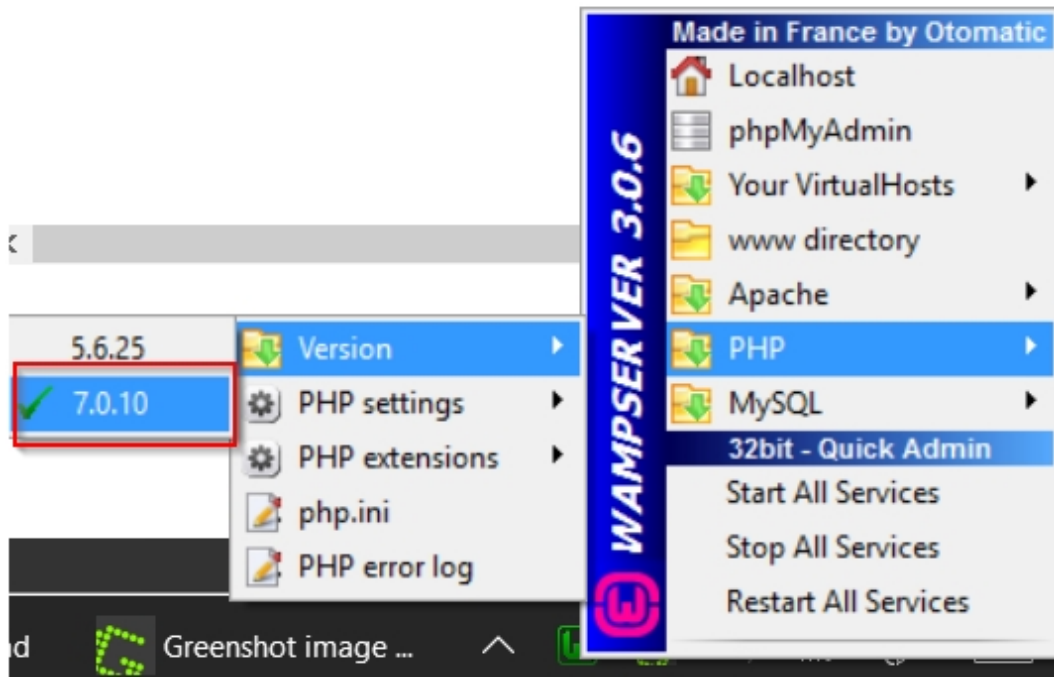 Made in France by Otomatic
Localhost
phpMyAdmin
Your VirtualHosts
www directory
Apache
PHP
MySQL
32bit - Quick Admin
Start All Services
Stop All Services
Restart All Services
WAMPSERVER 3.0.6
Version
PHP settings
PHP extensions
php.ini
PHP error log
5.6.25
7.0.10
Greenshot image ...